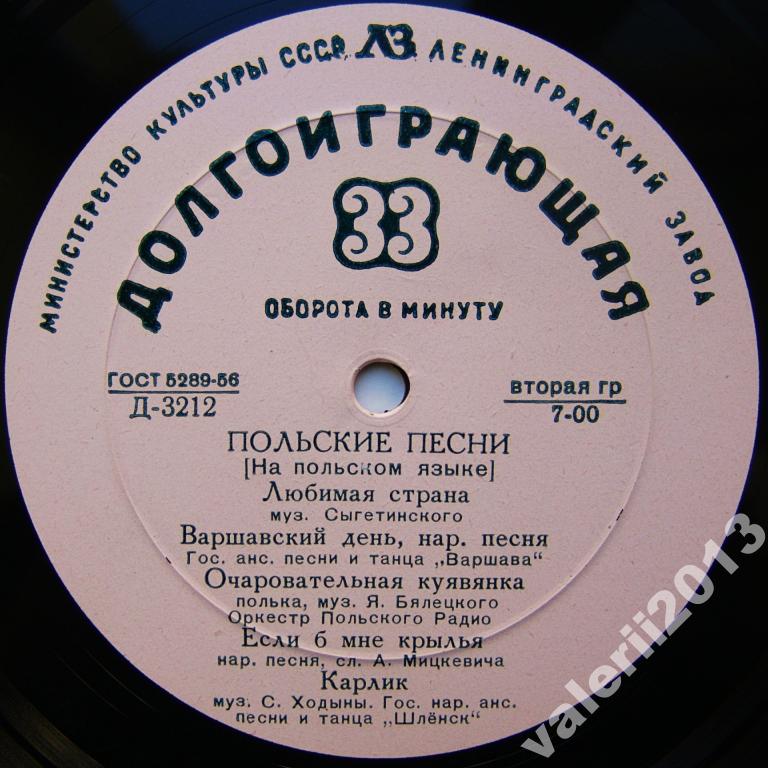 МИНИСТЕРСТВО КУЛЬТУРЫ СССР ЛЗ ЛЕНИНГРАДСКИЙ ЗАВОД
ДОЛГОИГРАЮЩАЯ
33
ОБОРОТА В МИНУТУ
ГОСТ 5289-56
Д-3212
вторая гр
7-00
ПОЛЬСКИЕ ПЕСНИ
[На польском языке]
Любимая страна
муз. Сыгетинского
Варшавский день, нар. песня
Гос. анс. песни и танца „Варшава“
Очаровательная куявянка
полька, муз. Я. Бялецкого
Оркестр Польского Радио
Если б мне крылья
нар. песня, сл. А. Мицкевича
Карлик
муз. С. Ходыны. Гос. нар. анс.
песни и танца „Шлёнск“
valerii2013